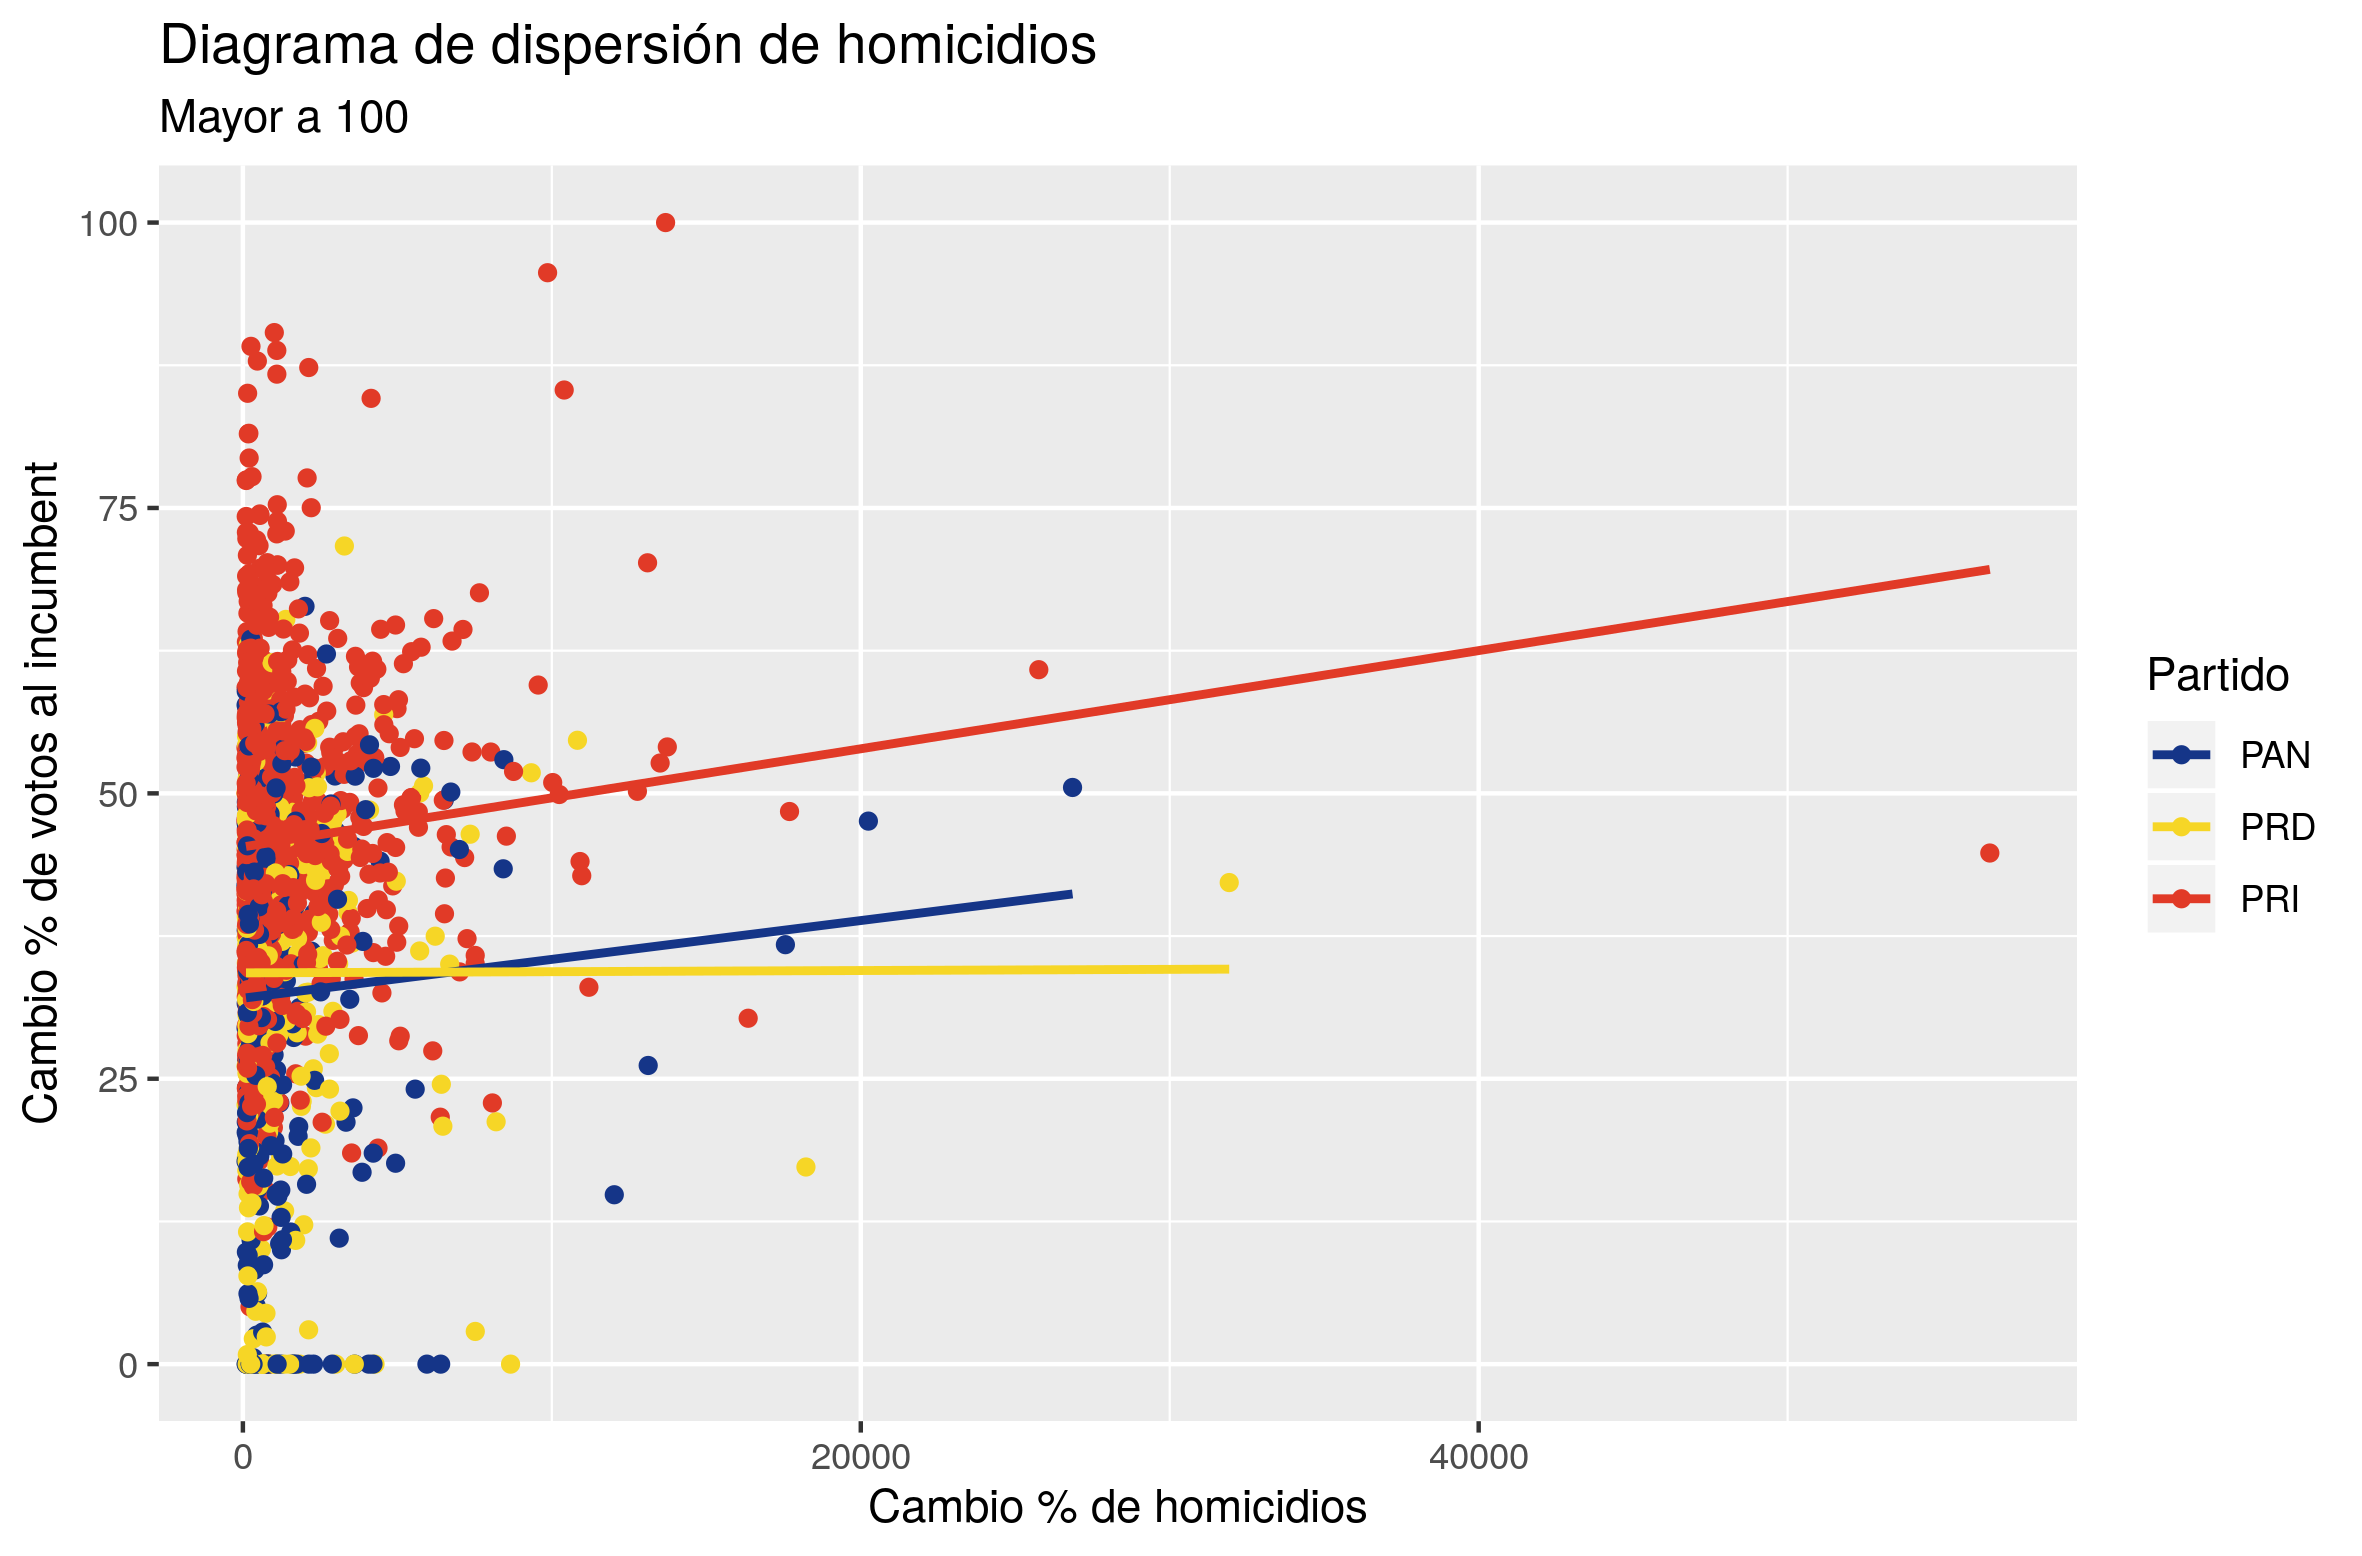 Diagrama de dispersión de homicidios
Mayor a 100
Cambio % de votos al incumbent
100
75
50
25
0
0
20000
40000
Cambio % de homicidios
Partido
PAN
PRD
PRI